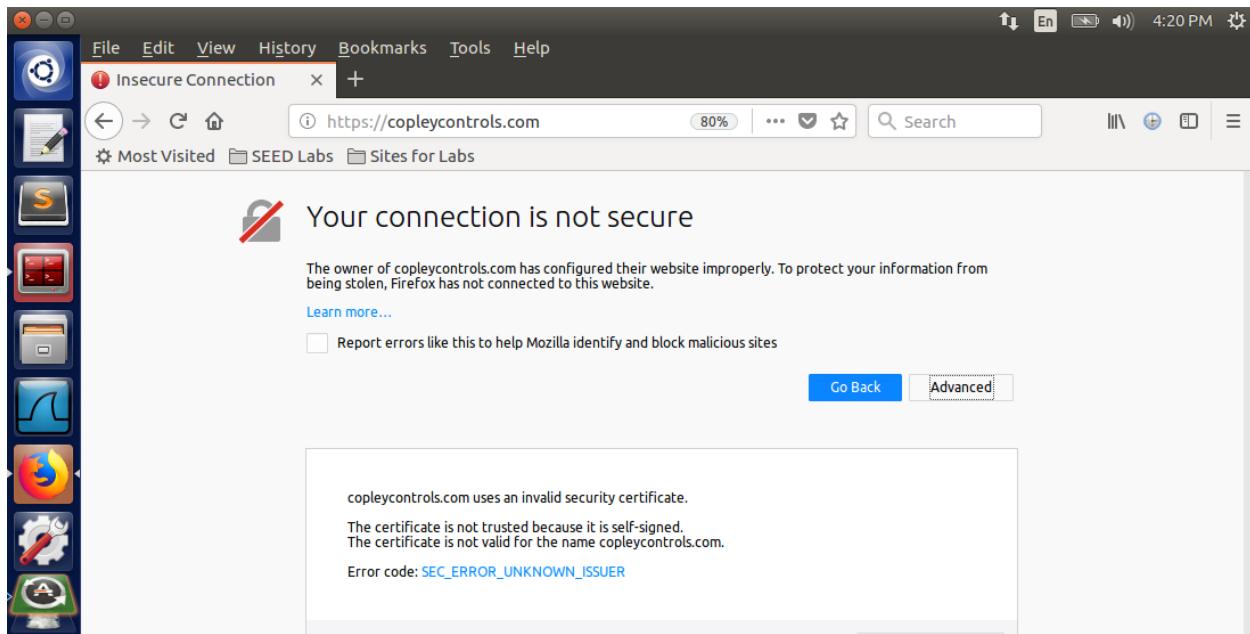 En 4:20 PM
File Edit View History Bookmarks Tools Help
Insecure Connection
https://copleycontrols.com 80% Search
Most Visited SEED Labs Sites for Labs
Your connection is not secure
The owner of copleycontrols.com has configured their website improperly. To protect your information from
being stolen, Firefox has not connected to this website.
Learn more…
Report errors like this to help Mozilla identify and block malicious sites
Go Back Advanced
copleycontrols.com uses an invalid security certificate.
The certificate is not trusted because it is self-signed.
The certificate is not valid for the name copleycontrols.com.
Error code: SEC_ERROR_UNKNOWN_ISSUER